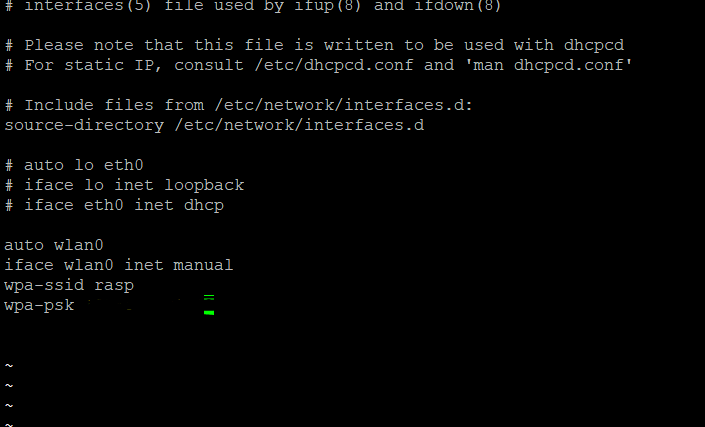 # interfaces(5) file used by ifup(8) and ifdown(8)
# Please note that this file is written to be used with dhcpcd
# For static IP, consult /etc/dhcpcd.conf and 'man dhcpcd.conf'
# Include files from /etc/network/interfaces.d:
source-directory /etc/network/interfaces.d
# auto lo eth0
# iface lo inet loopback
# iface eth0 inet dhcp
auto wlan0
iface wlan0 inet manual
wpa-ssid rasp
wpa-psk
~
~
~
~